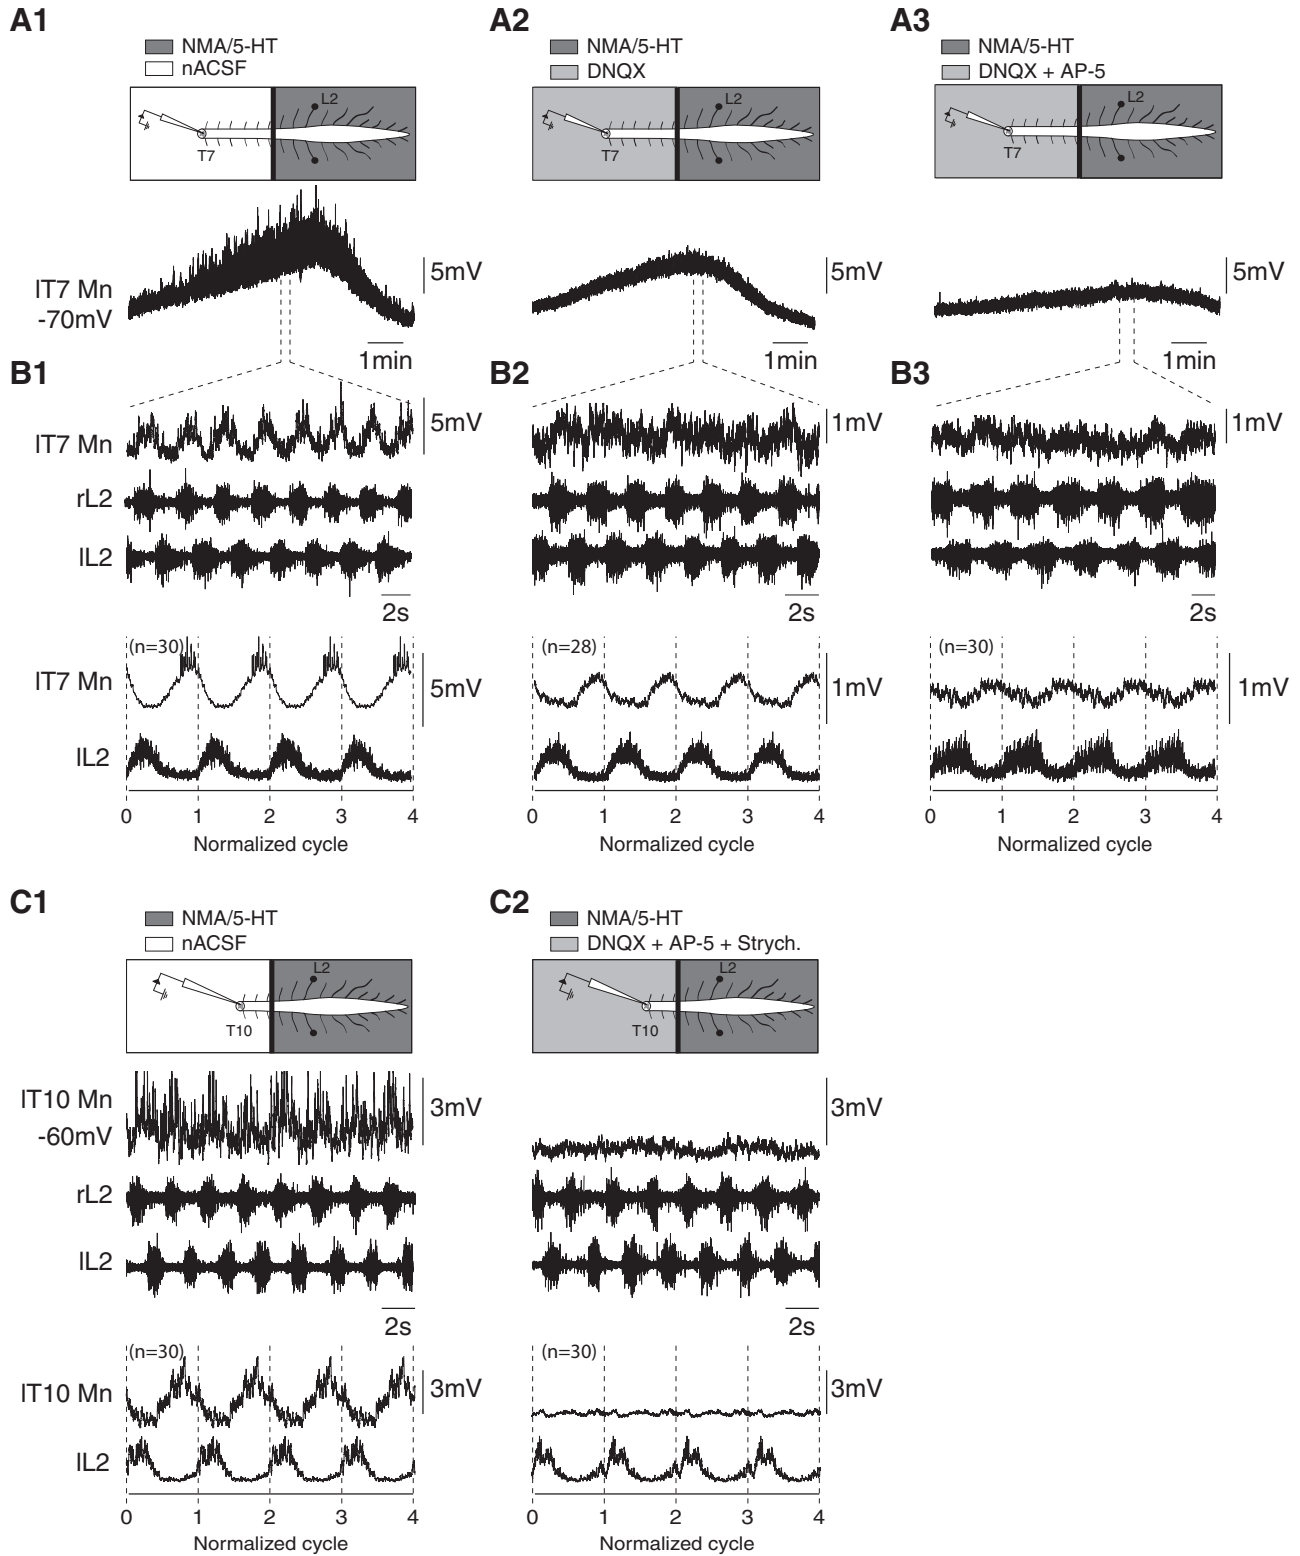 A1
NMA/5-HT
nACSF
L2
T7
A2
NMA/5-HT
DNQX
L2
T7
A3
NMA/5-HT
DNQX + AP-5
L2
T7
lT7 Mn
-70mV
5mV
1min
5mV
1min
5mV
1min
B1
lT7 Mn
5mV
rL2
lL2
2s
B2
1mV
2s
B3
1mV
2s
lT7 Mn
(n=30)
5mV
lL2
0 1 2 3 4
Normalized cycle
(n=28)
1mV
0 1 2 3 4
Normalized cycle
(n=30)
1mV
0 1 2 3 4
Normalized cycle
C1
NMA/5-HT
nACSF
L2
T10
C2
NMA/5-HT
DNQX + AP-5 + Strych.
L2
T10
lT10 Mn
-60mV
3mV
rL2
lL2
2s
3mV
2s
lT10 Mn
(n=30)
3mV
lL2
0 1 2 3 4
Normalized cycle
(n=30)
3mV
0 1 2 3 4
Normalized cycle